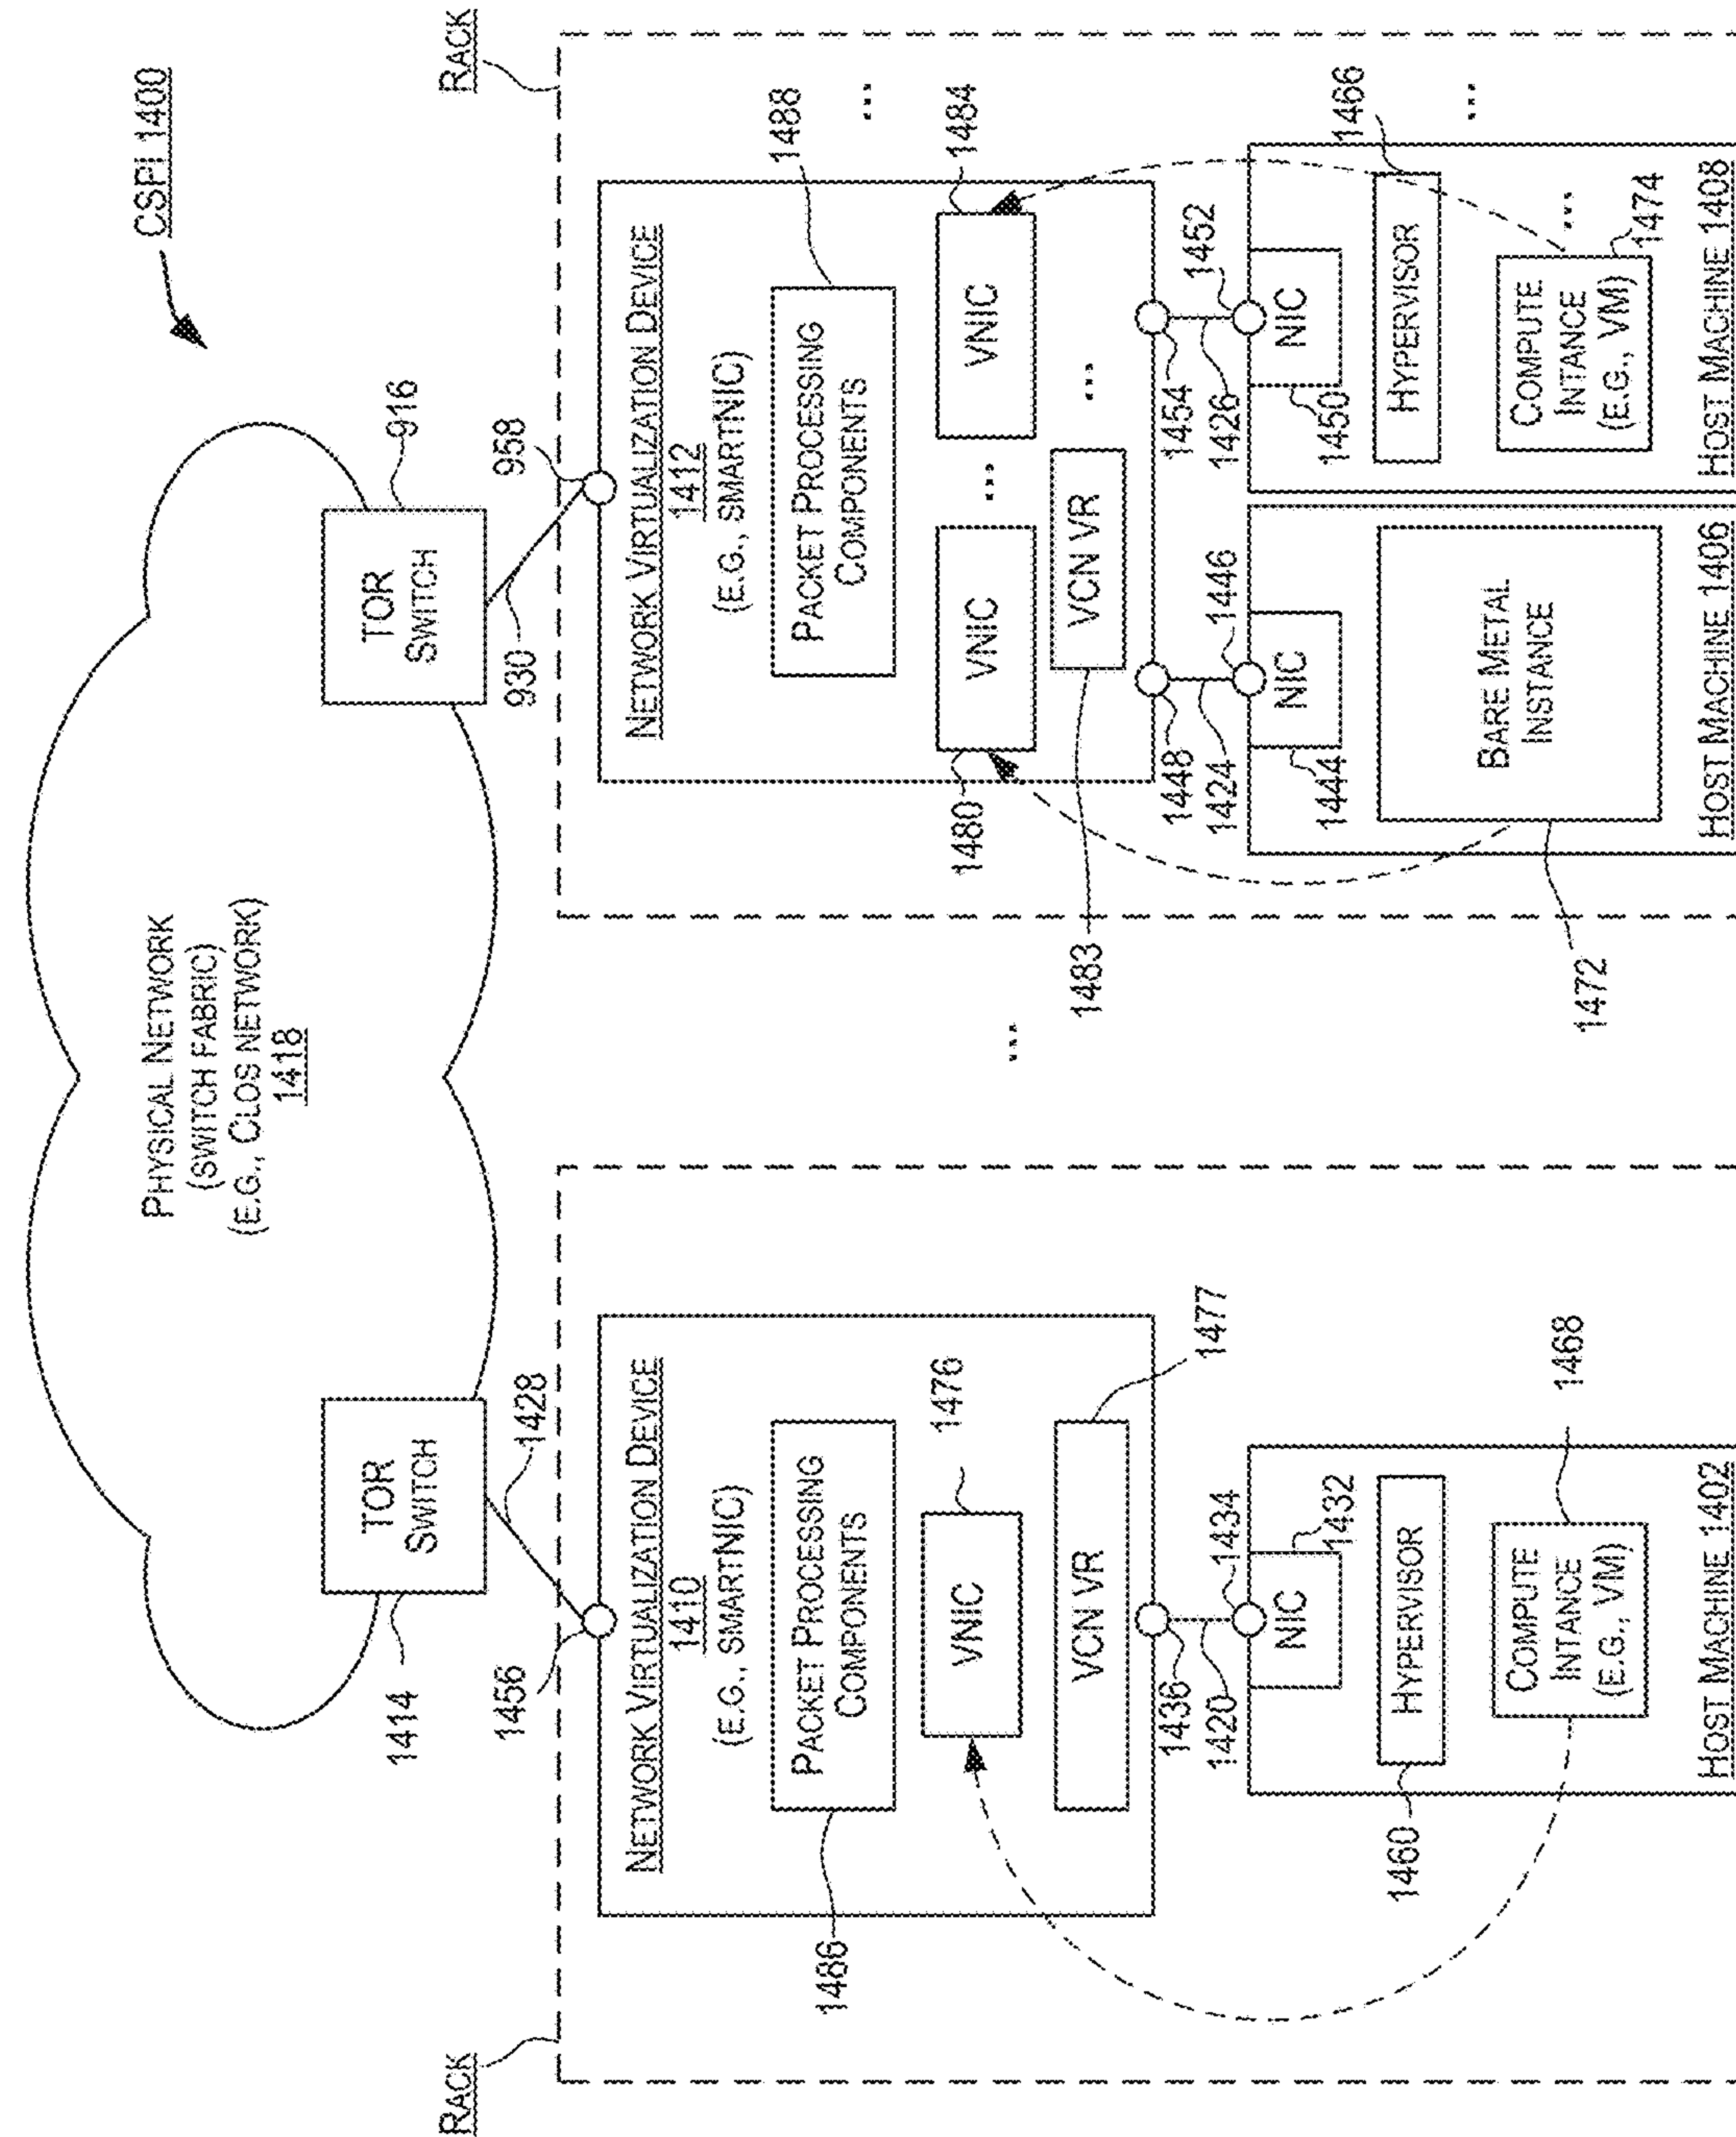 CSPI 1400
PHYSICAL NETWORK
(SWITCH FABRIC)
(E.G., CLOS NETWORK)
1418
TOR
SWITCH
1414
TOR
SWITCH
916
RACK
1428
1456
930
958
RACK
NETWORK VIRTUALIZATION DEVICE
1410
(E.G., SMARTNIC)
PACKET PROCESSING
COMPONENTS
1486
VNIC
1476
VCN VR
1477
1436
1420
1434
NIC
1432
HYPERVISOR
1460
COMPUTE
INTANCE
(E.G., VM)
1468
HOST MACHINE 1402
...
NETWORK VIRTUALIZATION DEVICE
1412
(E.G., SMARTNIC)
PACKET PROCESSING
COMPONENTS
1488
...
VNIC
1480
...
VNIC
1484
VCN VR
1483
...
1448
1424
1446
1454
1426
1452
NIC
1444
BARE METAL
INSTANCE
1472
HOST MACHINE 1406
NIC
1450
HYPERVISOR
1466
COMPUTE
INTANCE
(E.G., VM)
...
1474
HOST MACHINE 1408
...